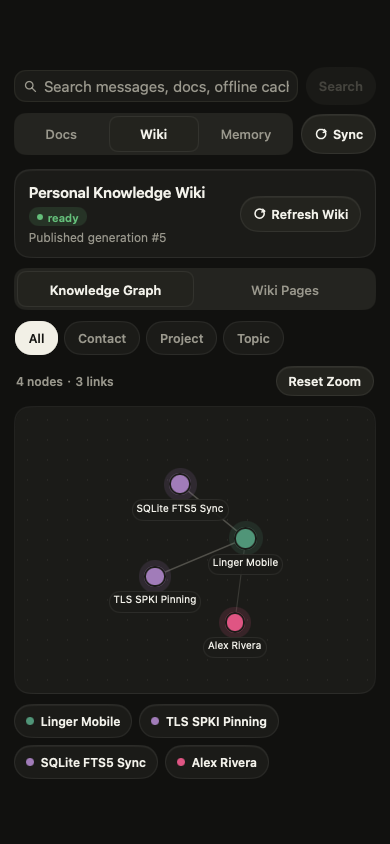 Search messages, docs, offline cach
Search
Docs
Wiki
Memory
Sync
Personal Knowledge Wiki
ready
Published generation #5
Refresh Wiki
Knowledge Graph
Wiki Pages
All
Contact
Project
Topic
4 nodes · 3 links
Reset Zoom
SQLite FTS5 Sync
Linger Mobile
TLS SPKI Pinning
Alex Rivera
Linger Mobile
TLS SPKI Pinning
SQLite FTS5 Sync
Alex Rivera